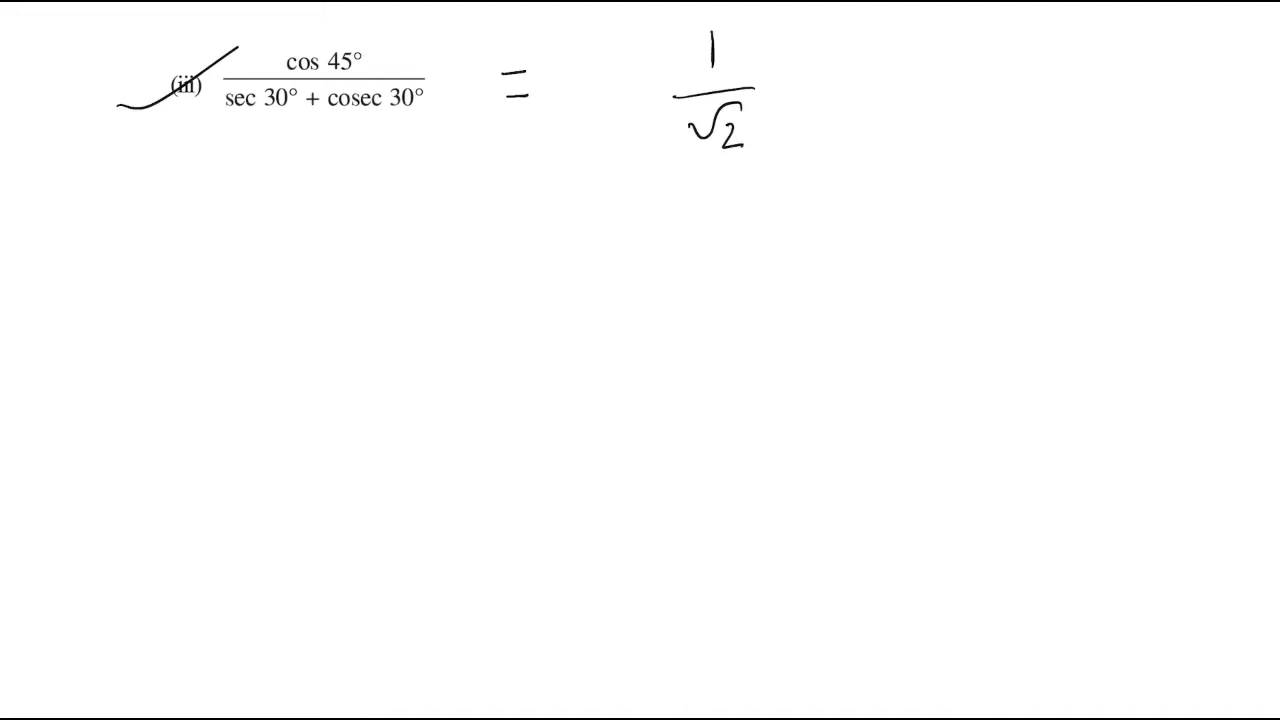 (iii) cos 45° / (sec 30° + cosec 30°) = 1 / √2